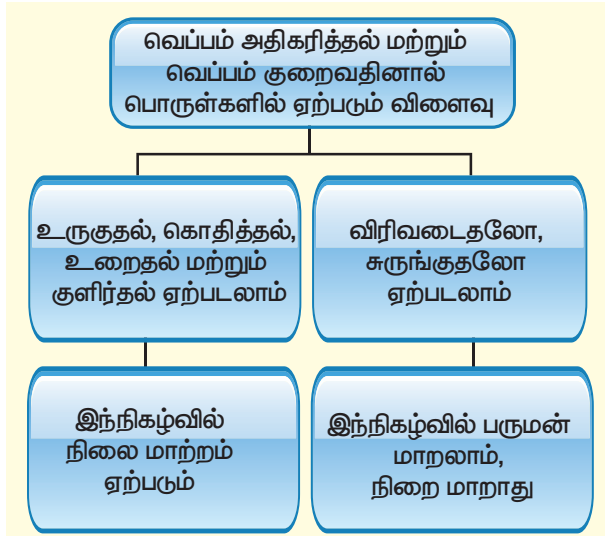 வெப்பம் அதிகரித்தல் மற்றும்
வெப்பம் குறைவதினால்
பொருள்களில் ஏற்படும் விளைவு
உருகுதல், கொதித்தல்,
உறைதல் மற்றும்
குளிர்தல் ஏற்படலாம்
விரிவடைதலோ,
சுருங்குதலோ
ஏற்படலாம்
இந்நிகழ்வில்
நிலை மாற்றம்
ஏற்படும்
இந்நிகழ்வில் பருமன்
மாறலாம்,
நிறை மாறாது